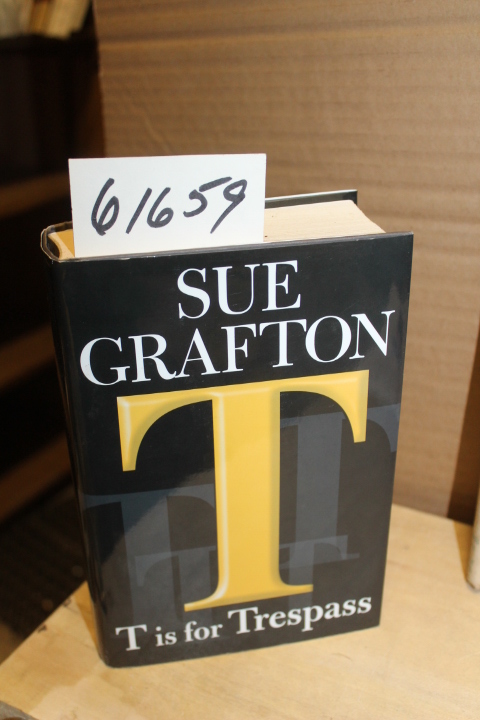 61659
SUE
GRAFTON
T
T is for Trespass